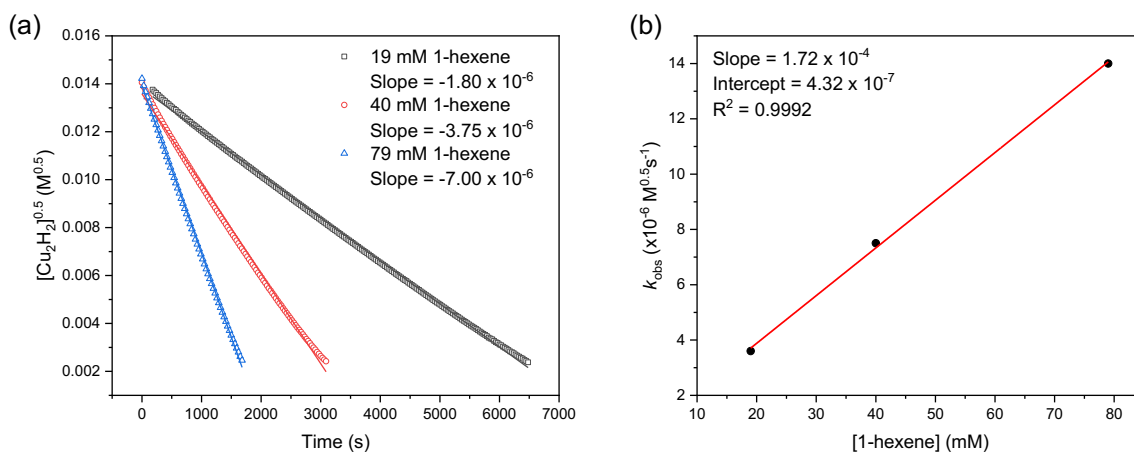 (a)
0.016
0.014
0.012
0.010
0.008
0.006
0.004
0.002
[Cu₂H₂]⁰·⁵ (M⁰·⁵)
19 mM 1-hexene
Slope = -1.80 x 10⁻⁶
40 mM 1-hexene
Slope = -3.75 x 10⁻⁶
79 mM 1-hexene
Slope = -7.00 x 10⁻⁶
0 1000 2000 3000 4000 5000 6000 7000
Time (s)
(b)
14
12
10
8
6
4
2
k_obs (x10⁻⁶ M⁰·⁵s⁻¹)
Slope = 1.72 x 10⁻⁴
Intercept = 4.32 x 10⁻⁷
R² = 0.9992
10 20 30 40 50 60 70 80
[1-hexene] (mM)